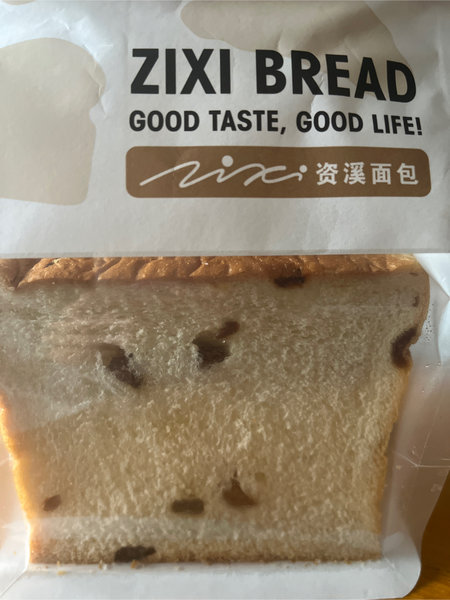 ZIXI BREAD
GOOD TASTE, GOOD LIFE!
zixi 资溪面包